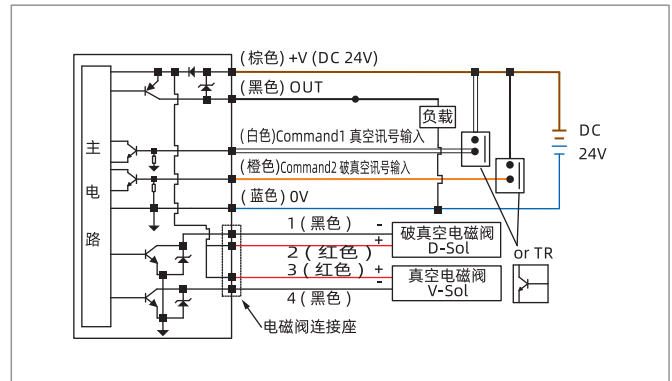 (棕色) +V (DC 24V)
(黑色) OUT
负载
(白色)Command1 真空讯号输入
(橙色)Command2 破真空讯号输入
(蓝色) 0V
DC
24V
主
电
路
1 (黑色) -
破真空电磁阀
D-Sol
2 (红色) +
3 (红色) +
真空电磁阀
V-Sol
4 (黑色) -
or TR
电磁阀连接座